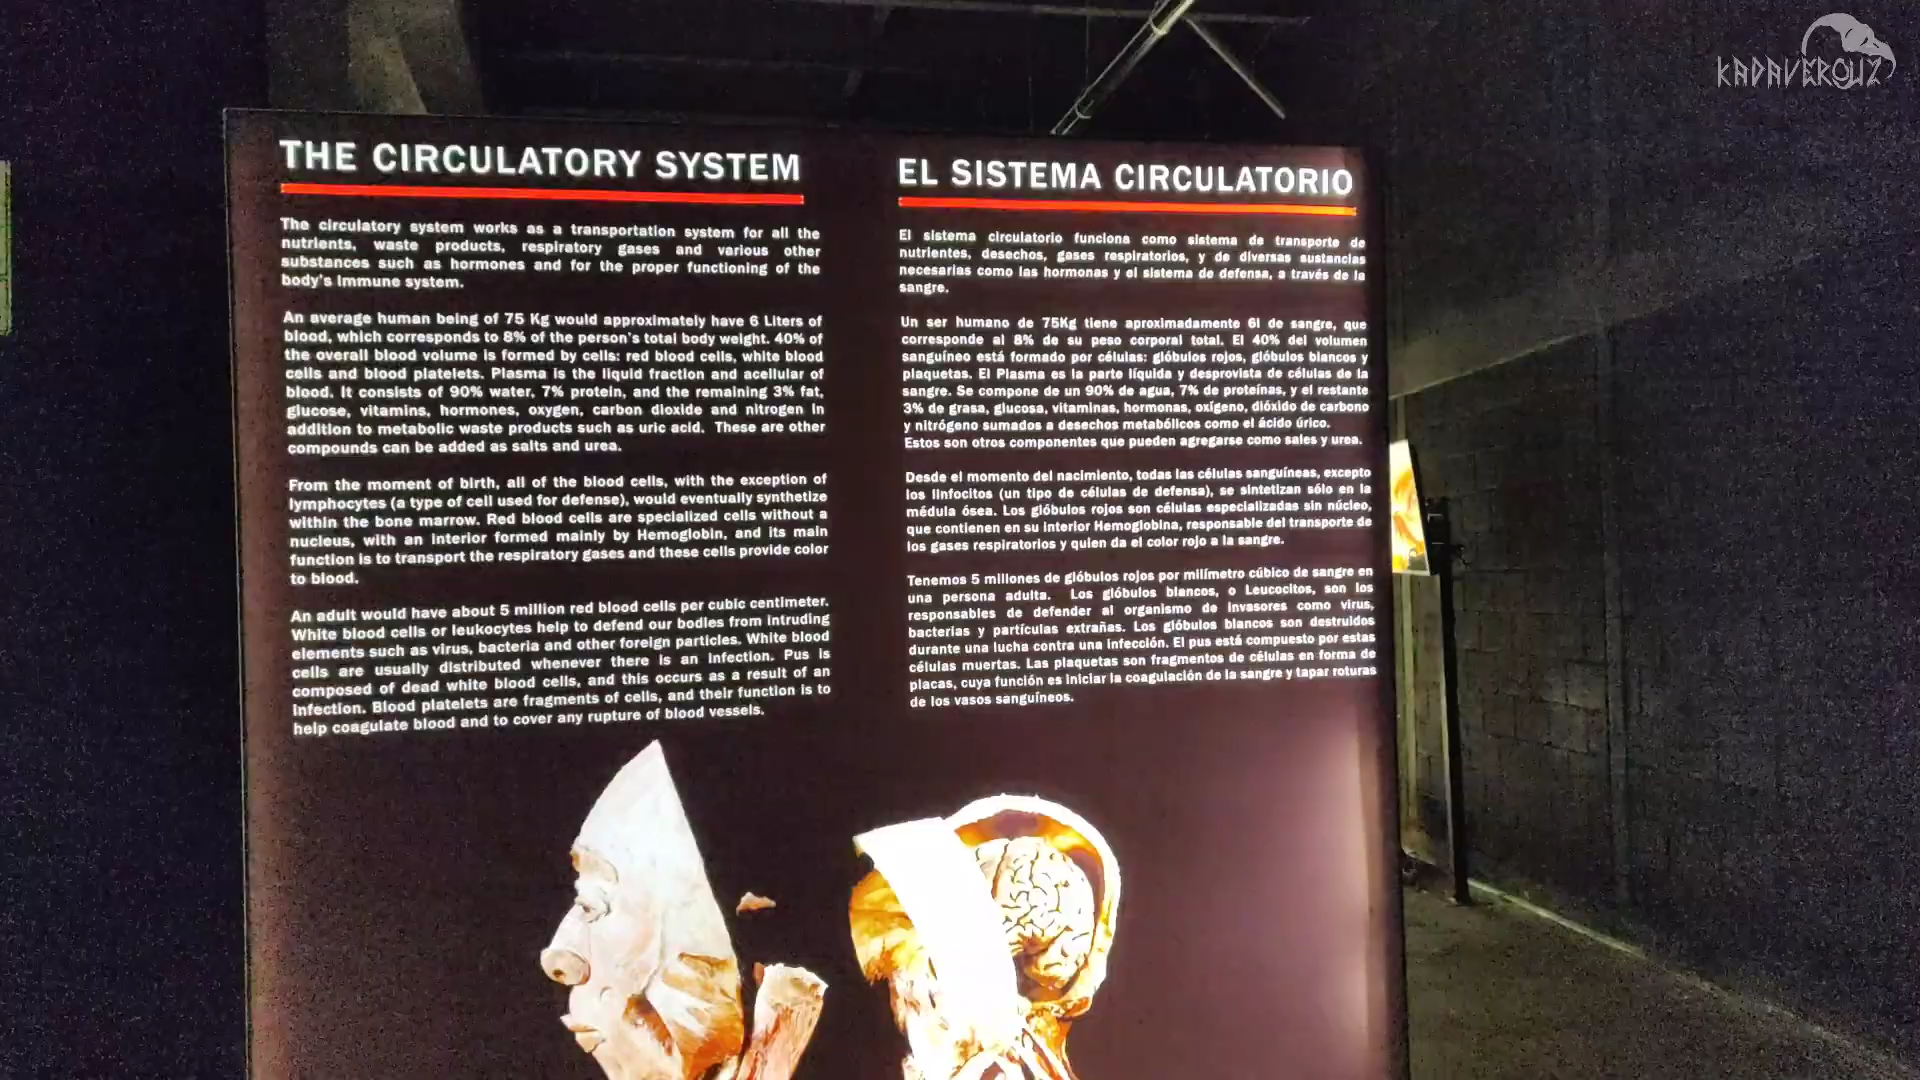 THE CIRCULATORY SYSTEM
The circulatory system works as a transportation system for all the
nutrients, waste products, respiratory gases and various other
substances such as hormones and for the proper functioning of the
body's Immune system.
An average human being of 75 Kg would approximately have 6 Liters of
blood, which corresponds to 8% of the person's total body weight. 40% of
the overall blood volume is formed by cells: red blood cells, white blood
cells and blood platelets. Plasma is the liquid fraction and acellular of
blood. It consists of 90% water, 7% protein, and the remaining 3% fat,
glucose, vitamins, hormones, oxygen, carbon dioxide and nitrogen in
addition to metabolic waste products such as uric acid. These are other
compounds can be added as salts and urea.
From the moment of birth, all of the blood cells, with the exception of
lymphocytes (a type of cell used for defense), would eventually synthetize
within the bone marrow. Red blood cells are specialized cells without a
nucleus, with an interior formed mainly by Hemoglobin, and its main
function is to transport the respiratory gases and these cells provide color
to blood.
An adult would have about 5 million red blood cells per cubic centimeter.
White blood cells or leukocytes help to defend our bodies from intruding
elements such as virus, bacteria and other foreign particles. White blood
cells are usually distributed whenever there is an infection. Pus is
composed of dead white blood cells, and this occurs as a result of an
infection. Blood platelets are fragments of cells, and their function is to
help coagulate blood and to cover any rupture of blood vessels.
EL SISTEMA CIRCULATORIO
El sistema circulatorio funciona como sistema de transporte de
nutrientes, desechos, gases respiratorios, y de diversas sustancias
necesarias como las hormonas y el sistema de defensa, a través de la
sangre.
Un ser humano de 75Kg tiene aproximadamente 6l de sangre, que
corresponde al 8% de su peso corporal total. El 40% del volumen
sanguíneo está formado por células: glóbulos rojos, glóbulos blancos y
plaquetas. El Plasma es la parte líquida y desprovista de células de la
sangre. Se compone de un 90% de agua, 7% de proteínas, y el restante
3% de grasa, glucosa, vitaminas, hormonas, oxígeno, dióxido de carbono
y nitrógeno sumados a desechos metabólicos como el ácido úrico.
Estos son otros componentes que pueden agregarse como sales y urea.
Desde el momento del nacimiento, todas las células sanguíneas, excepto
los linfocitos (un tipo de células de defensa), se sintetizan sólo en la
médula ósea. Los glóbulos rojos son células especializadas sin núcleo,
que contienen en su interior Hemoglobina, responsable del transporte de
los gases respiratorios y quien da el color rojo a la sangre.
Tenemos 5 millones de glóbulos rojos por milímetro cúbico de sangre en
una persona adulta. Los glóbulos blancos, o Leucocitos, son los
responsables de defender al organismo de invasores como virus,
bacterias y partículas extrañas. Los glóbulos blancos son destruidos
durante una lucha contra una infección. El pus está compuesto por estas
células muertas. Las plaquetas son fragmentos de células en forma de
placas, cuya función es iniciar la coagulación de la sangre y tapar roturas
de los vasos sanguíneos.
KADAVEROUZ